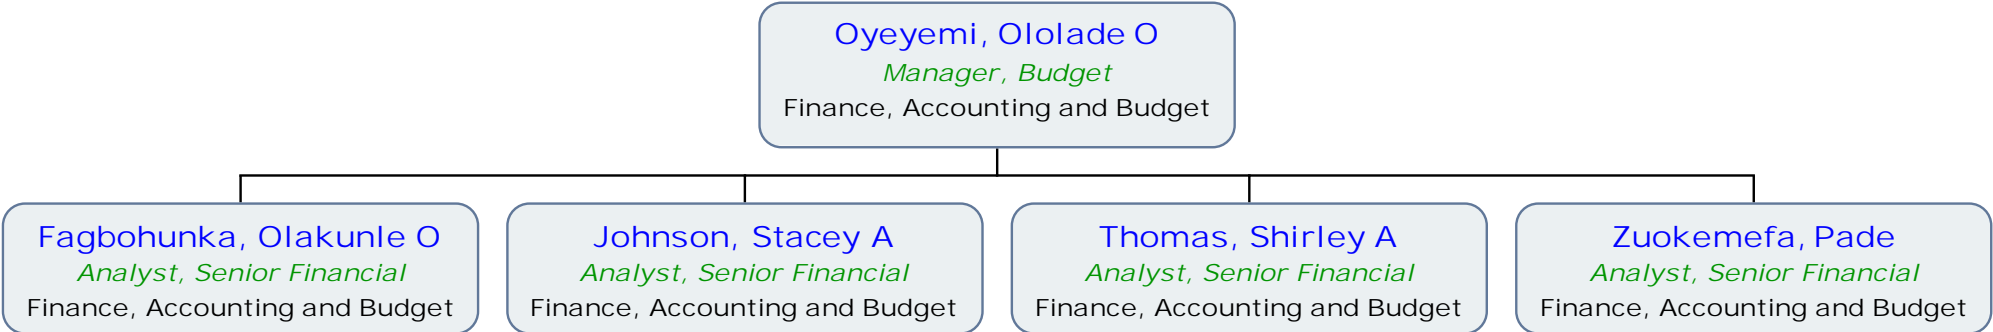 Oyeyemi, Ololade O
Manager, Budget
Finance, Accounting and Budget
Fagbohunka, Olakunle O
Analyst, Senior Financial
Finance, Accounting and Budget
Johnson, Stacey A
Analyst, Senior Financial
Finance, Accounting and Budget
Thomas, Shirley A
Analyst, Senior Financial
Finance, Accounting and Budget
Zuokemefa, Pade
Analyst, Senior Financial
Finance, Accounting and Budget